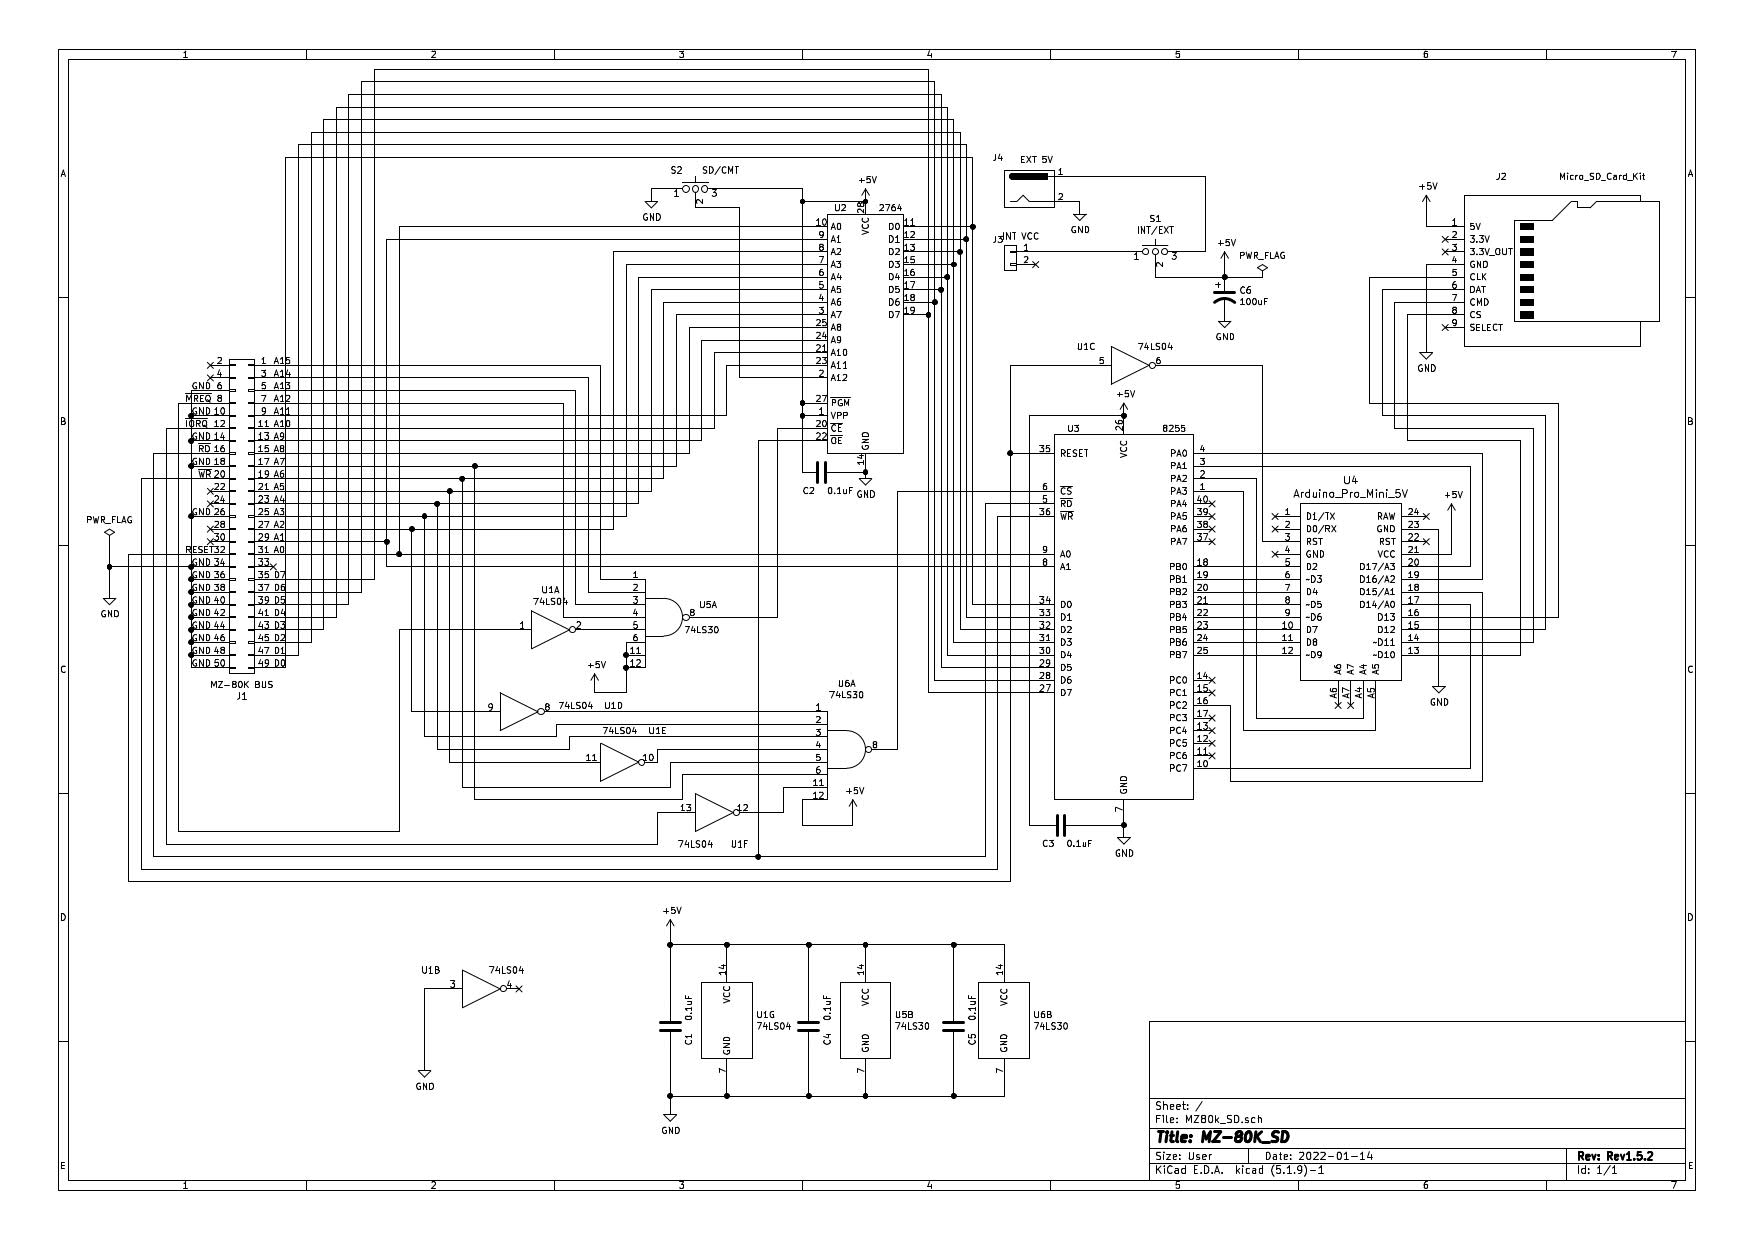 1 2 3 4 5 6 7
A A
B B
C C
D D
E E
1 2 3 4 5 6 7
S2 SD/CMT
1 2 3
GND
+5V
U2 2764
VCC 28
10 A0 D0 11
9 A1 D1 12
8 A2 D2 13
7 A3 D3 15
6 A4 D4 16
5 A5 D5 17
4 A6 D6 18
3 A7 D7 19
25 A8
24 A9
21 A10
23 A11
2 A12
27 PGM
1 VPP
20 CE
22 OE
GND 14
C2 0.1uF
GND
J4 EXT 5V
1
2
GND
J3 INT VCC
1
2
S1
INT/EXT
1 2 3
+5V
PWR_FLAG
+
C6
100uF
GND
J2 Micro_SD_Card_Kit
+5V
1 5V
2 3.3V
3 3.3V_OUT
4 GND
5 CLK
6 DAT
7 CMD
8 CS
9 SELECT
GND
2 1 A15
4 3 A14
GND 6 5 A13
MREQ 8 7 A12
GND 10 9 A11
IORQ 12 11 A10
GND 14 13 A9
RD 16 15 A8
GND 18 17 A7
WR 20 19 A6
22 21 A5
24 23 A4
GND 26 25 A3
28 27 A2
30 29 A1
RESET 32 31 A0
GND 34 33
GND 36 35 D7
GND 38 37 D6
GND 40 39 D5
GND 42 41 D4
GND 44 43 D3
GND 46 45 D2
GND 48 47 D1
GND 50 49 D0
MZ-80K BUS
J1
PWR_FLAG
GND
U1C 74LS04
5 6
+5V
U3 8255
26 VCC
35 RESET
6 CS
5 RD
36 WR
9 A0
8 A1
34 D0
33 D1
32 D2
31 D3
30 D4
29 D5
28 D6
27 D7
PA0 4
PA1 3
PA2 2
PA3 1
PA4 40
PA5 39
PA6 38
PA7 37
PB0 18
PB1 19
PB2 20
PB3 21
PB4 22
PB5 23
PB6 24
PB7 25
PC0 14
PC1 15
PC2 16
PC3 17
PC4 13
PC5 12
PC6 11
PC7 10
GND 7
C3 0.1uF
GND
U4
Arduino_Pro_Mini_5V
+5V
1 D1/TX RAW 24
2 D0/RX GND 23
3 RST RST 22
4 GND VCC 21
5 D2 D17/A3 20
6 ~D3 D16/A2 19
7 D4 D15/A1 18
8 ~D5 D14/A0 17
9 ~D6 D13 16
10 D7 D12 15
11 D8 ~D11 14
12 ~D9 ~D10 13
A6 A7 A4 A5
A6 A7 A4 A5
GND
U1A
74LS04
1 2
1
2
3
4
5
6
11
12
8
U5A
74LS30
+5V
9 8 74LS04 U1D
74LS04 U1E
11 10
13 12
74LS04 U1F
U6A
74LS30
1
2
3
4
5
6
11
12
8
+5V
U1B 74LS04
3 4
GND
+5V
C1 0.1uF
14 VCC GND 7
U1G
74LS04
C4 0.1uF
14 VCC GND 7
U5B
74LS30
C5 0.1uF
14 VCC GND 7
U6B
74LS30
GND
Sheet: /
File: MZ80k_SD.sch
Title: MZ-80K_SD
Size: User Date: 2022-01-14 Rev: Rev1.5.2
KiCad E.D.A. kicad (5.1.9)-1 Id: 1/1